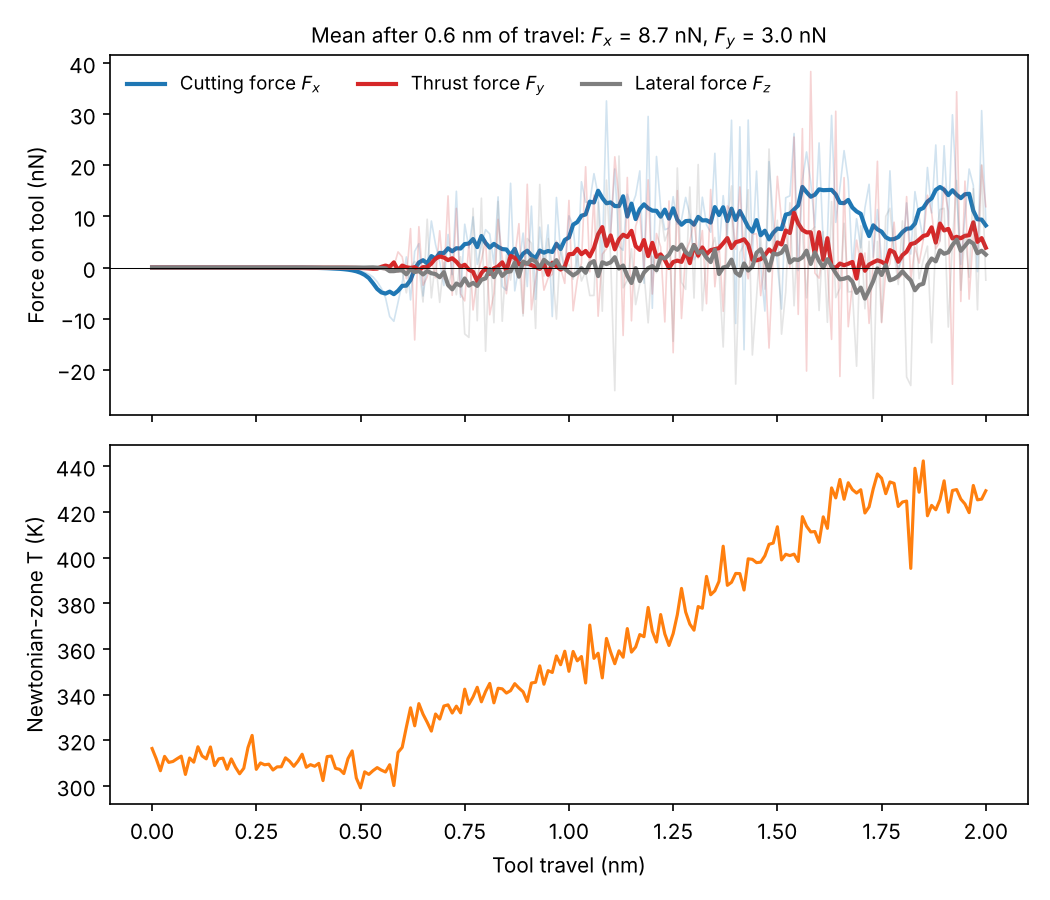 Mean after 0.6 nm of travel: Fx = 8.7 nN, Fy = 3.0 nN
Cutting force Fx Thrust force Fy Lateral force Fz
Force on tool (nN)
40
30
20
10
0
−10
−20
Newtonian-zone T (K)
440
420
400
380
360
340
320
300
0.00 0.25 0.50 0.75 1.00 1.25 1.50 1.75 2.00
Tool travel (nm)